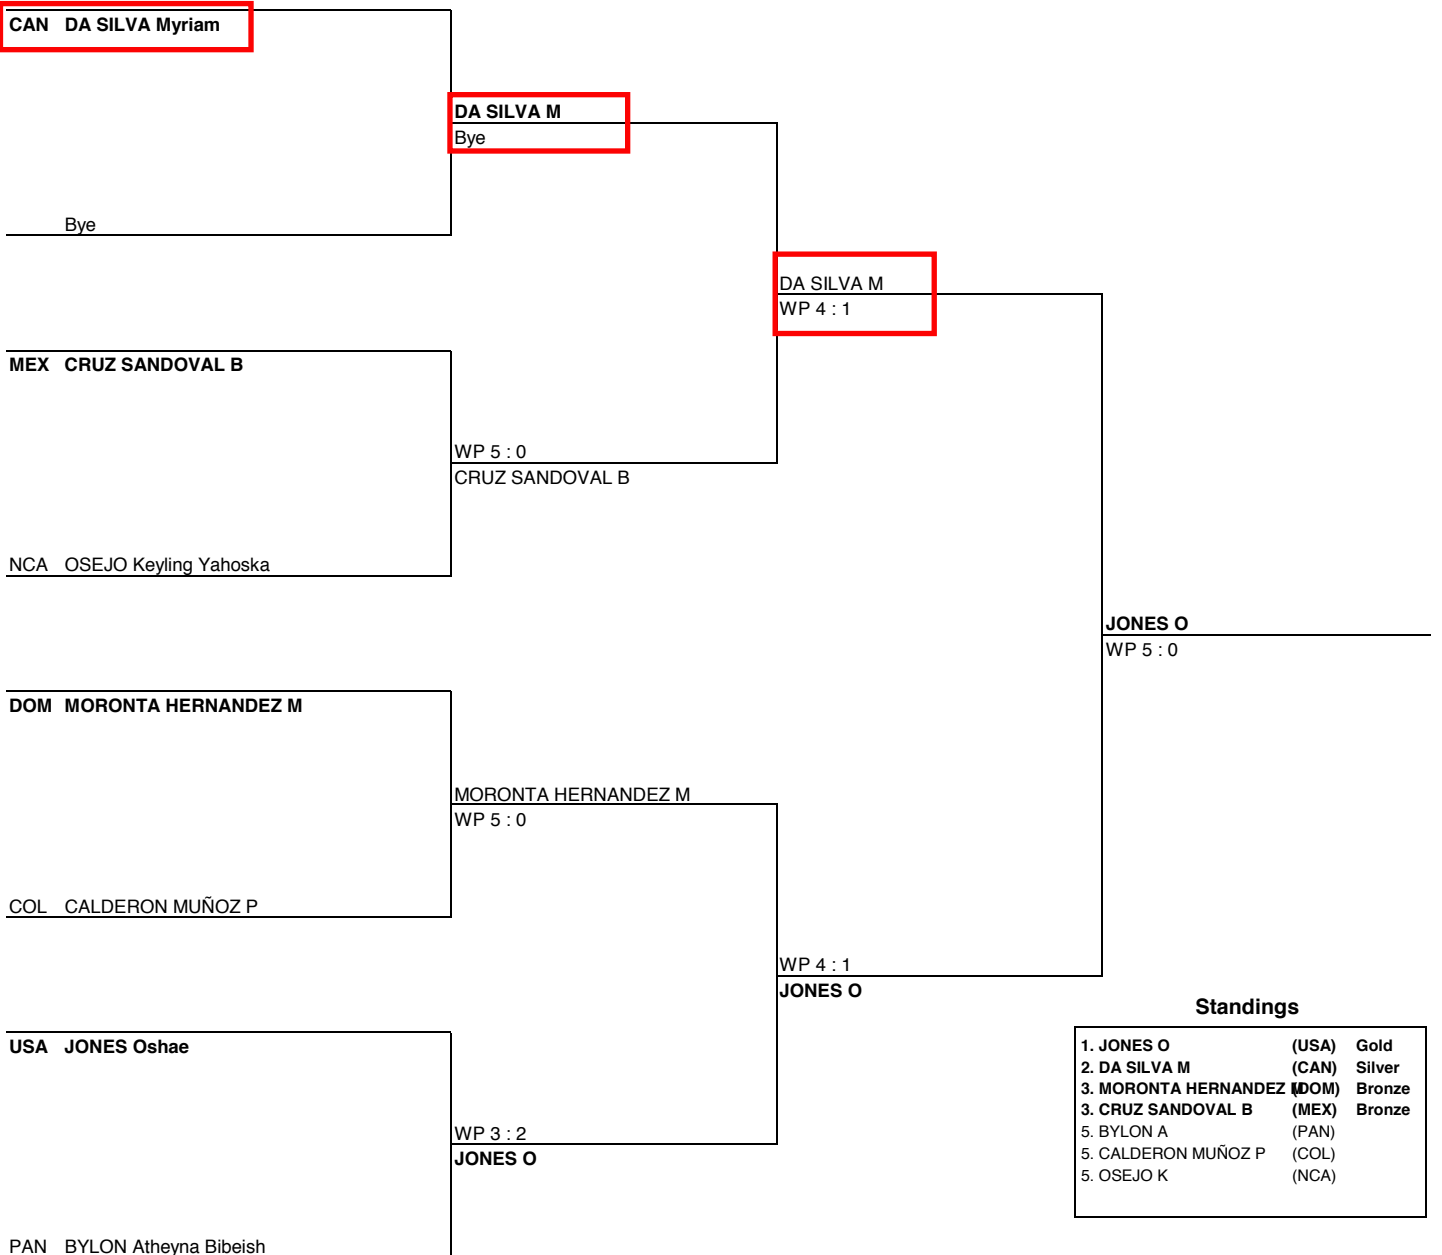 CAN DA SILVA Myriam
DA SILVA M
Bye
Bye
DA SILVA M
WP 4 : 1
MEX CRUZ SANDOVAL B
WP 5 : 0
CRUZ SANDOVAL B
NCA OSEJO Keyling Yahoska
JONES O
WP 5 : 0
DOM MORONTA HERNANDEZ M
MORONTA HERNANDEZ M
WP 5 : 0
COL CALDERON MUÑOZ P
WP 4 : 1
JONES O
USA JONES Oshae
WP 3 : 2
JONES O
PAN BYLON Atheyna Bibeish
Standings
1. JONES O (USA) Gold
2. DA SILVA M (CAN) Silver
3. MORONTA HERNANDEZ M (DOM) Bronze
3. CRUZ SANDOVAL B (MEX) Bronze
5. BYLON A (PAN)
5. CALDERON MUÑOZ P (COL)
5. OSEJO K (NCA)